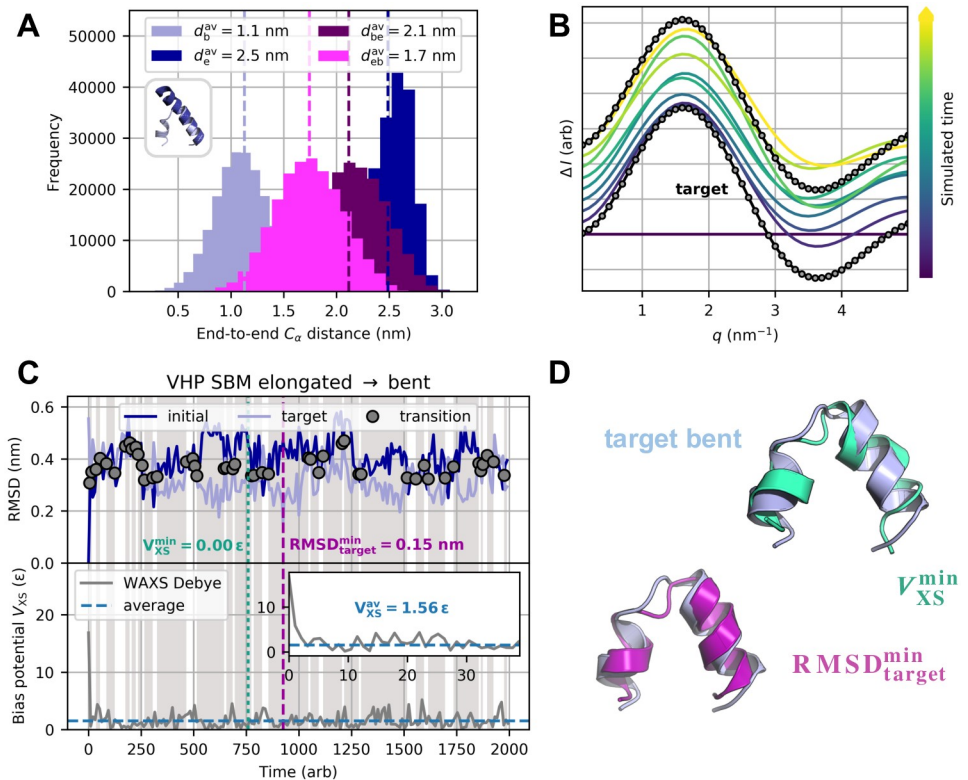 A
50000
40000
30000
20000
10000
0
Frequency
d_b^av = 1.1 nm
d_e^av = 2.5 nm
d_be^av = 2.1 nm
d_eb^av = 1.7 nm
0.5 1.0 1.5 2.0 2.5 3.0
End-to-end Cα distance (nm)
B
Δ I (arb)
target
1 2 3 4
q (nm⁻¹)
Simulated time
C
VHP SBM elongated → bent
initial target transition
0.6
0.4
0.2
0.0
RMSD (nm)
V_XS^min = 0.00 ε
RMSD_target^min = 0.15 nm
WAXS Debye
average
20
10
0
Bias potential V_XS (ε)
V_XS^av = 1.56 ε
10
0
0 10 20 30
0 250 500 750 1000 1250 1500 1750 2000
Time (arb)
D
target bent
V_XS^min
RMSD_target^min